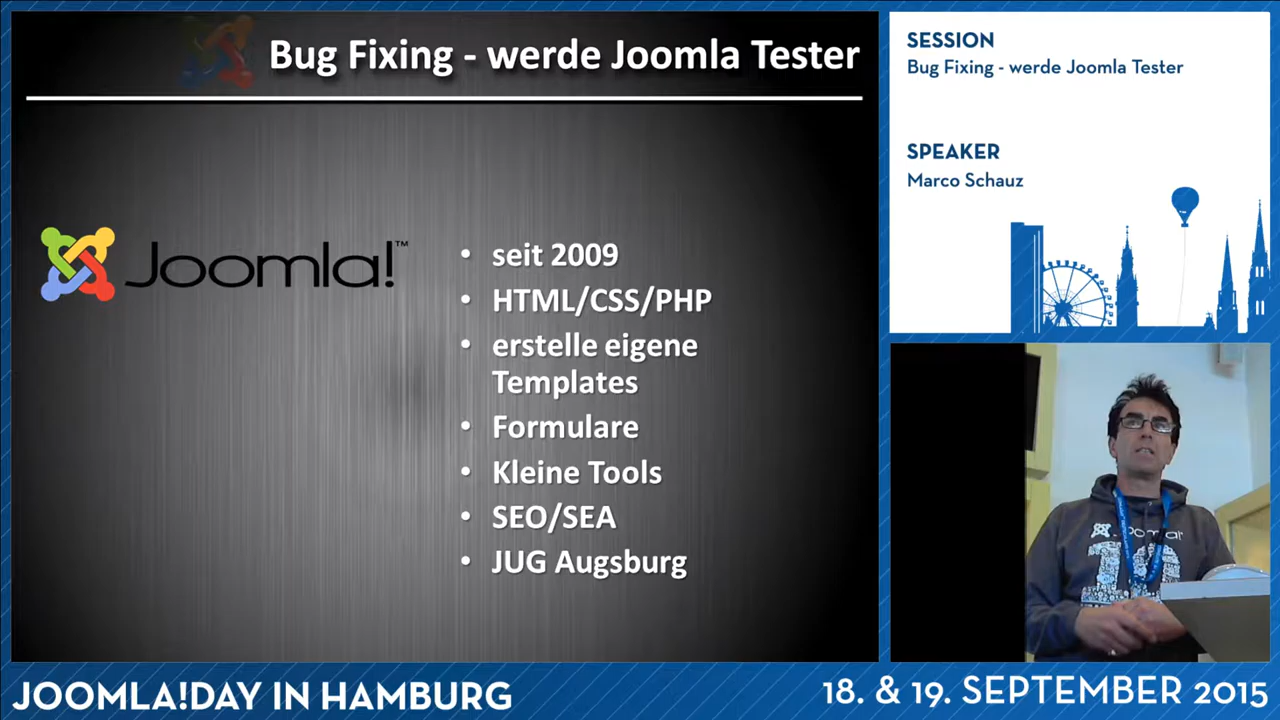 Bug Fixing - werde Joomla Tester
Joomla!™
• seit 2009
• HTML/CSS/PHP
• erstelle eigene
Templates
• Formulare
• Kleine Tools
• SEO/SEA
• JUG Augsburg
SESSION
Bug Fixing - werde Joomla Tester
SPEAKER
Marco Schauz
Joomla!
10
JOOMLA!DAY IN HAMBURG
18. & 19. SEPTEMBER 2015